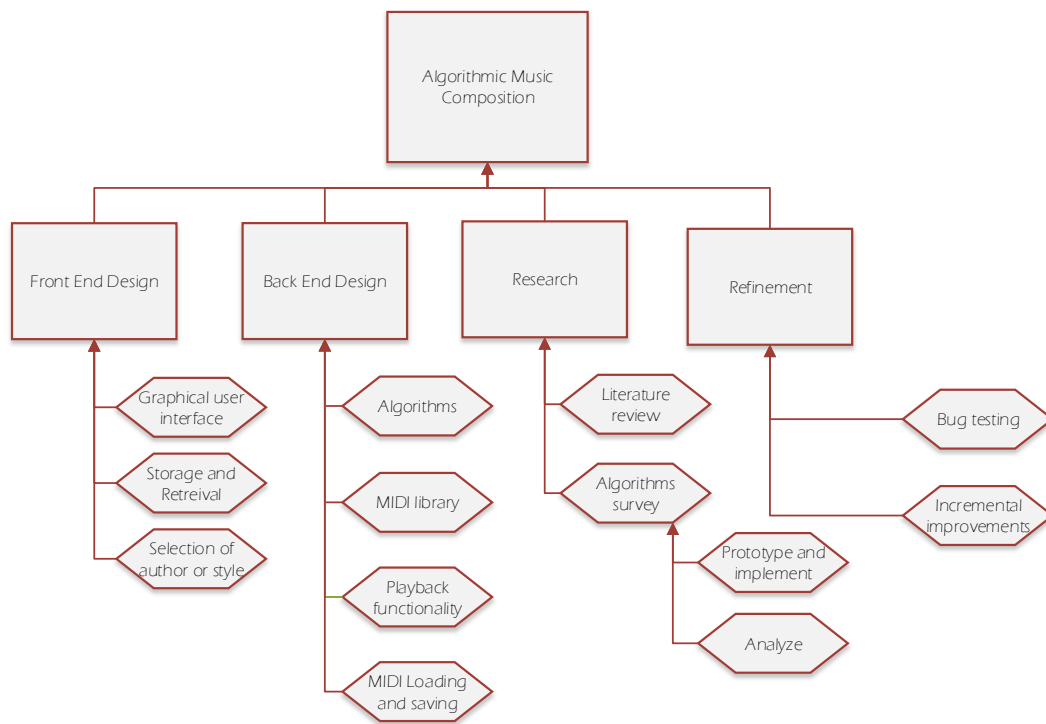 Algorithmic Music
Composition
Front End Design
Back End Design
Research
Refinement
Graphical user
interface
Storage and
Retreival
Selection of
author or style
Algorithms
MIDI library
Playback
functionality
MIDI Loading
and saving
Literature
review
Algorithms
survey
Prototype and
implement
Analyze
Bug testing
Incremental
improvements